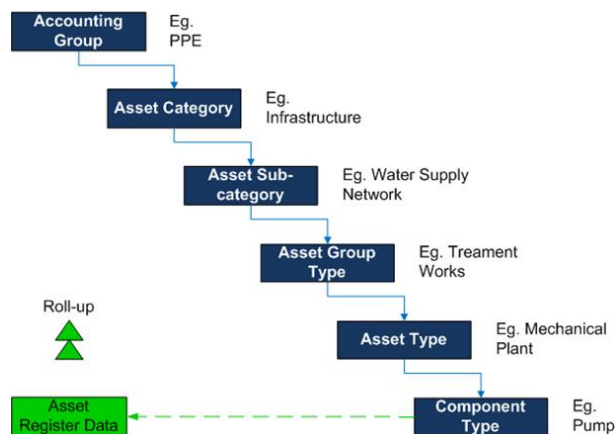 Accounting
Group
Eg.
PPE
Asset Category
Eg.
Infrastructure
Asset Sub-
category
Eg. Water Supply
Network
Asset Group
Type
Eg. Treament
Works
Roll-up
Asset Type
Eg. Mechanical
Plant
Asset
Register Data
Component
Type
Eg.
Pump